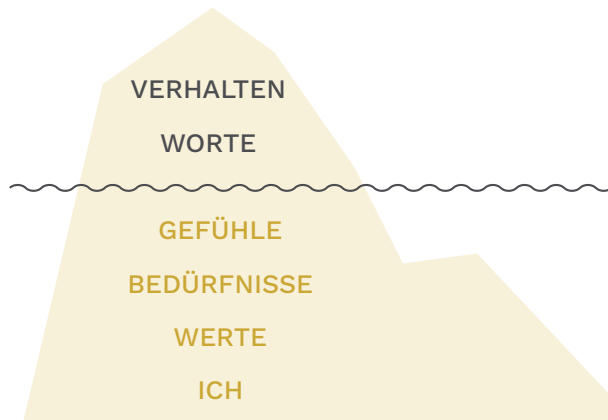 VERHALTEN
WORTE
GEFÜHLE
BEDÜRFNISSE
WERTE
ICH